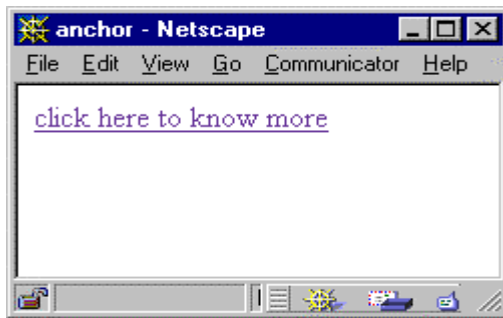 anchor - Netscape
File Edit View Go Communicator Help
click here to know more